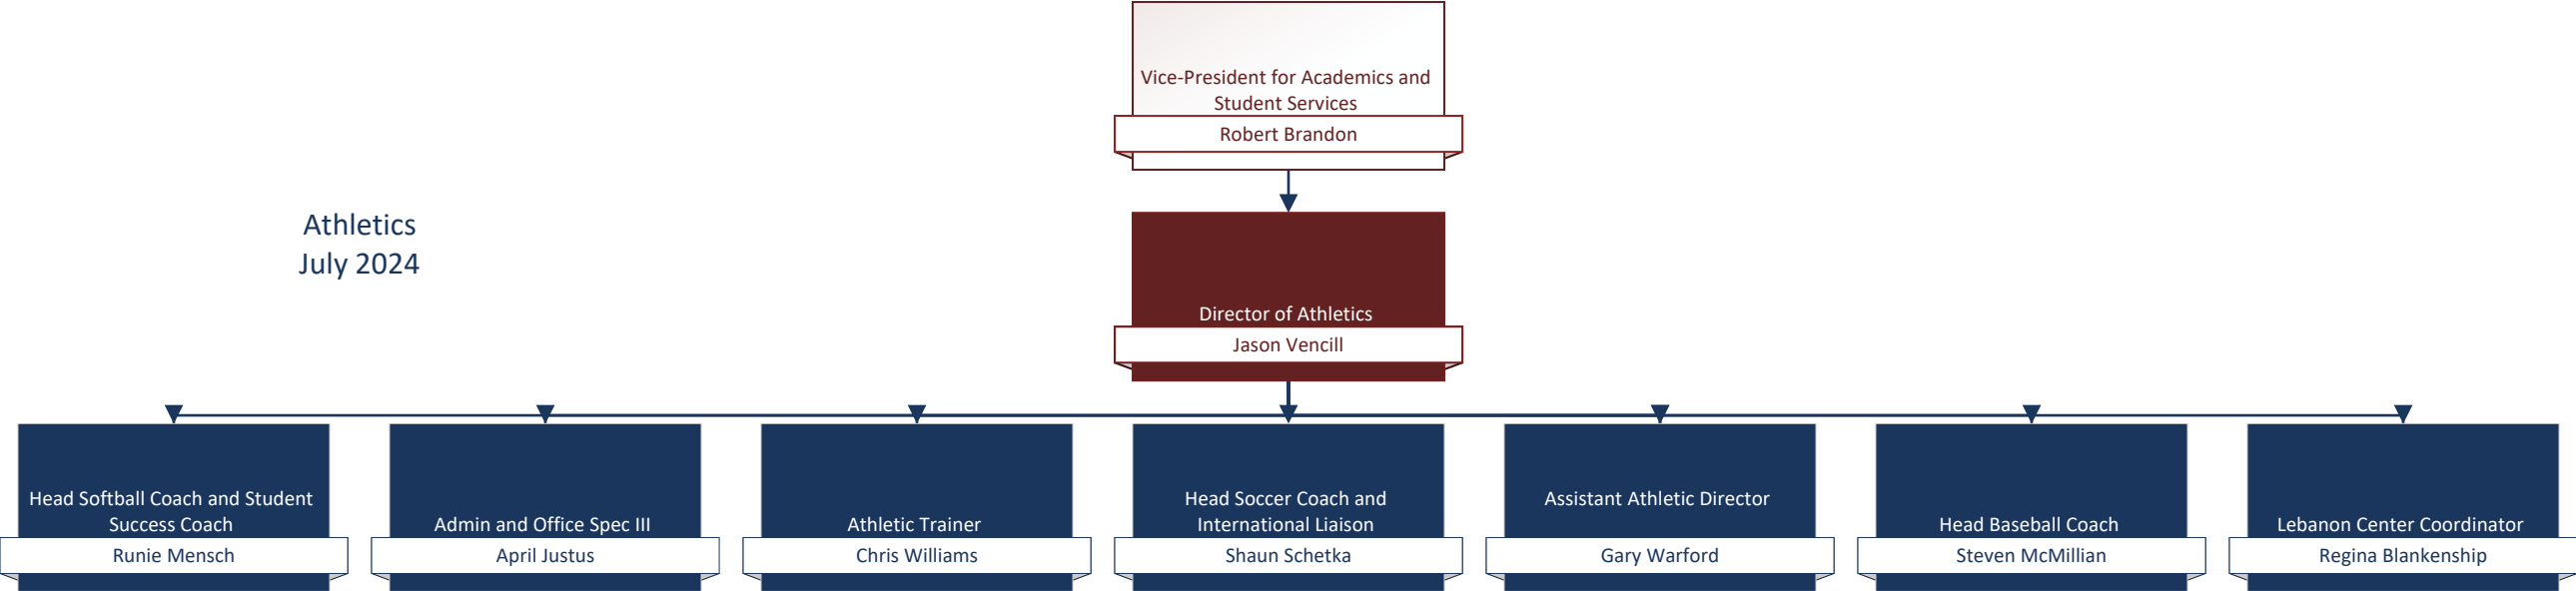 Vice-President for Academics and
Student Services
Robert Brandon
Athletics
July 2024
Director of Athletics
Jason Vencill
Head Softball Coach and Student
Success Coach
Runie Mensch
Admin and Office Spec III
April Justus
Athletic Trainer
Chris Williams
Head Soccer Coach and
International Liaison
Shaun Schetka
Assistant Athletic Director
Gary Warford
Head Baseball Coach
Steven McMillian
Lebanon Center Coordinator
Regina Blankenship